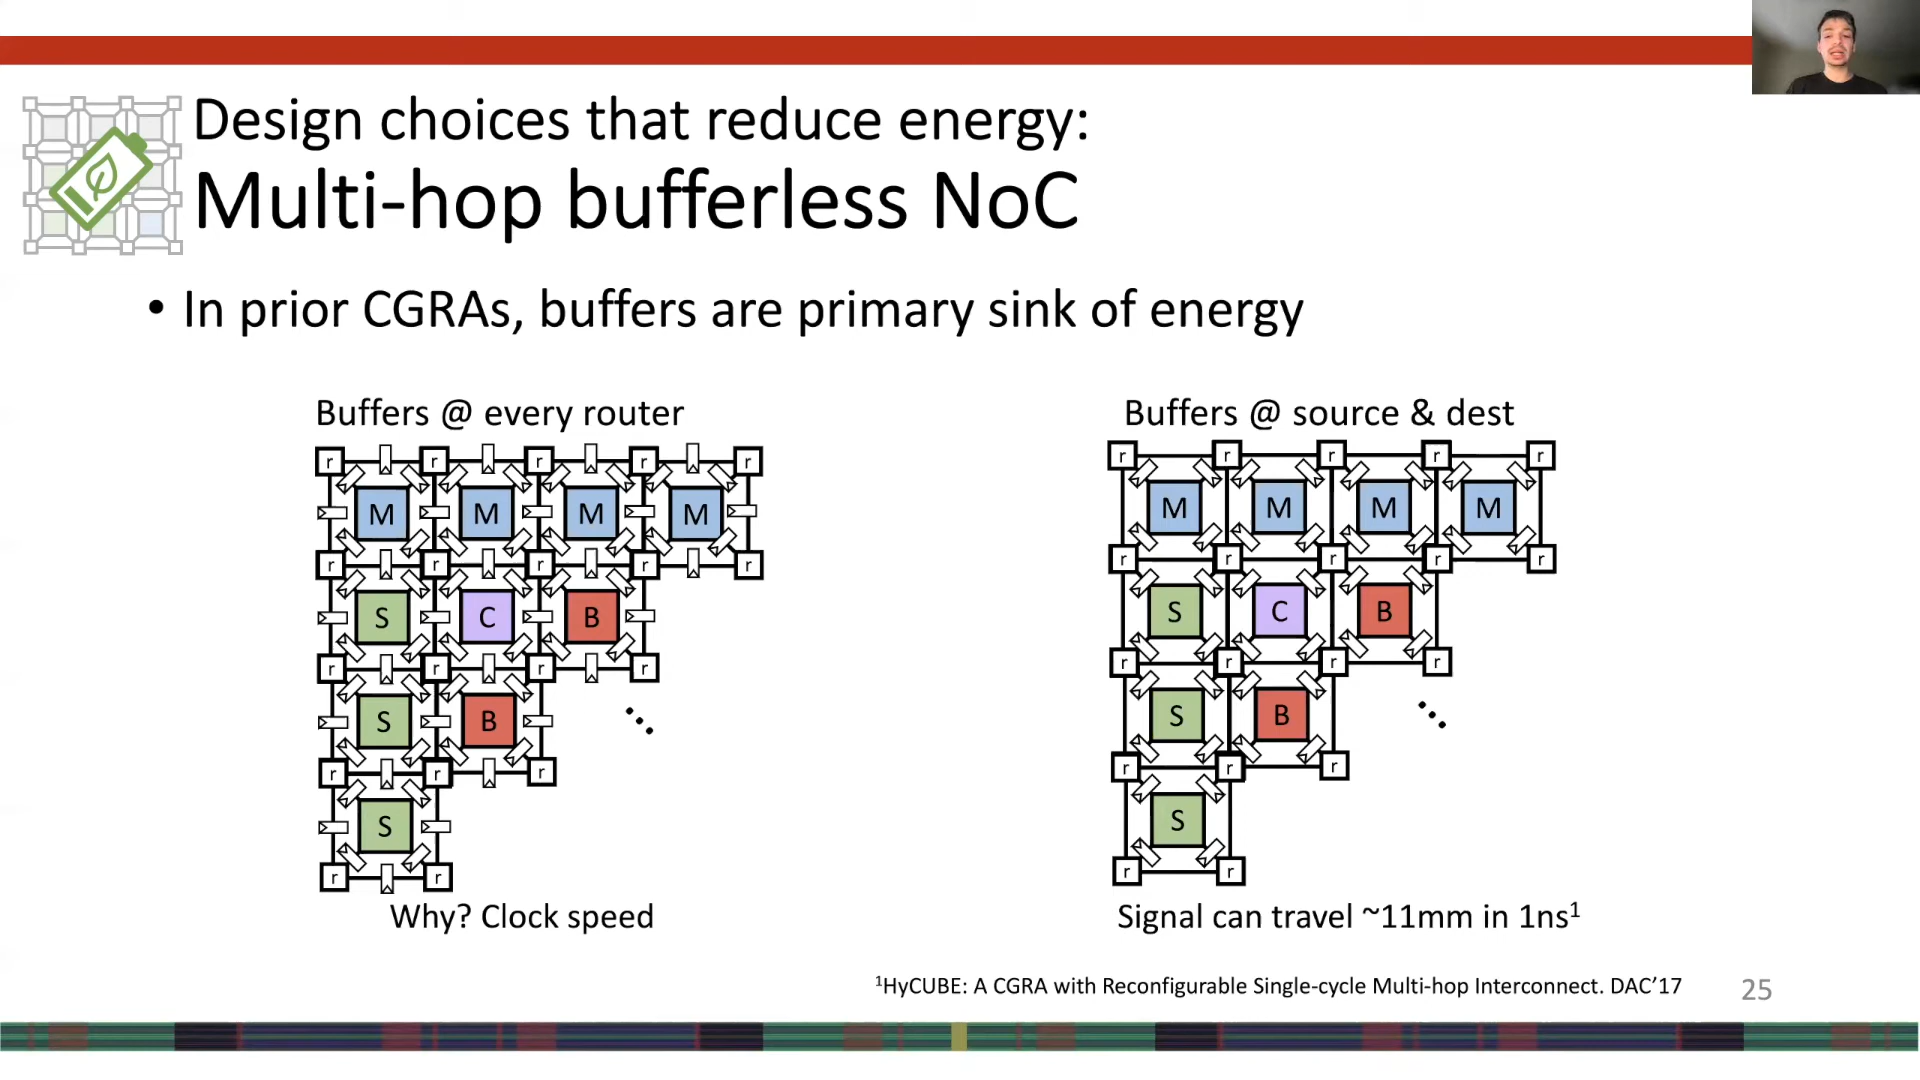 Design choices that reduce energy:
Multi-hop bufferless NoC
• In prior CGRAs, buffers are primary sink of energy
Buffers @ every router
r r r r r
M M M M
r r r r r
S C B
r r r r
S B
r r r
S
r r
Why? Clock speed
Buffers @ source & dest
r r r r r
M M M M
r r r r r
S C B
r r r r
S B
r r r
S
r r
Signal can travel ~11mm in 1ns¹
¹HyCUBE: A CGRA with Reconfigurable Single-cycle Multi-hop Interconnect. DAC’17
25